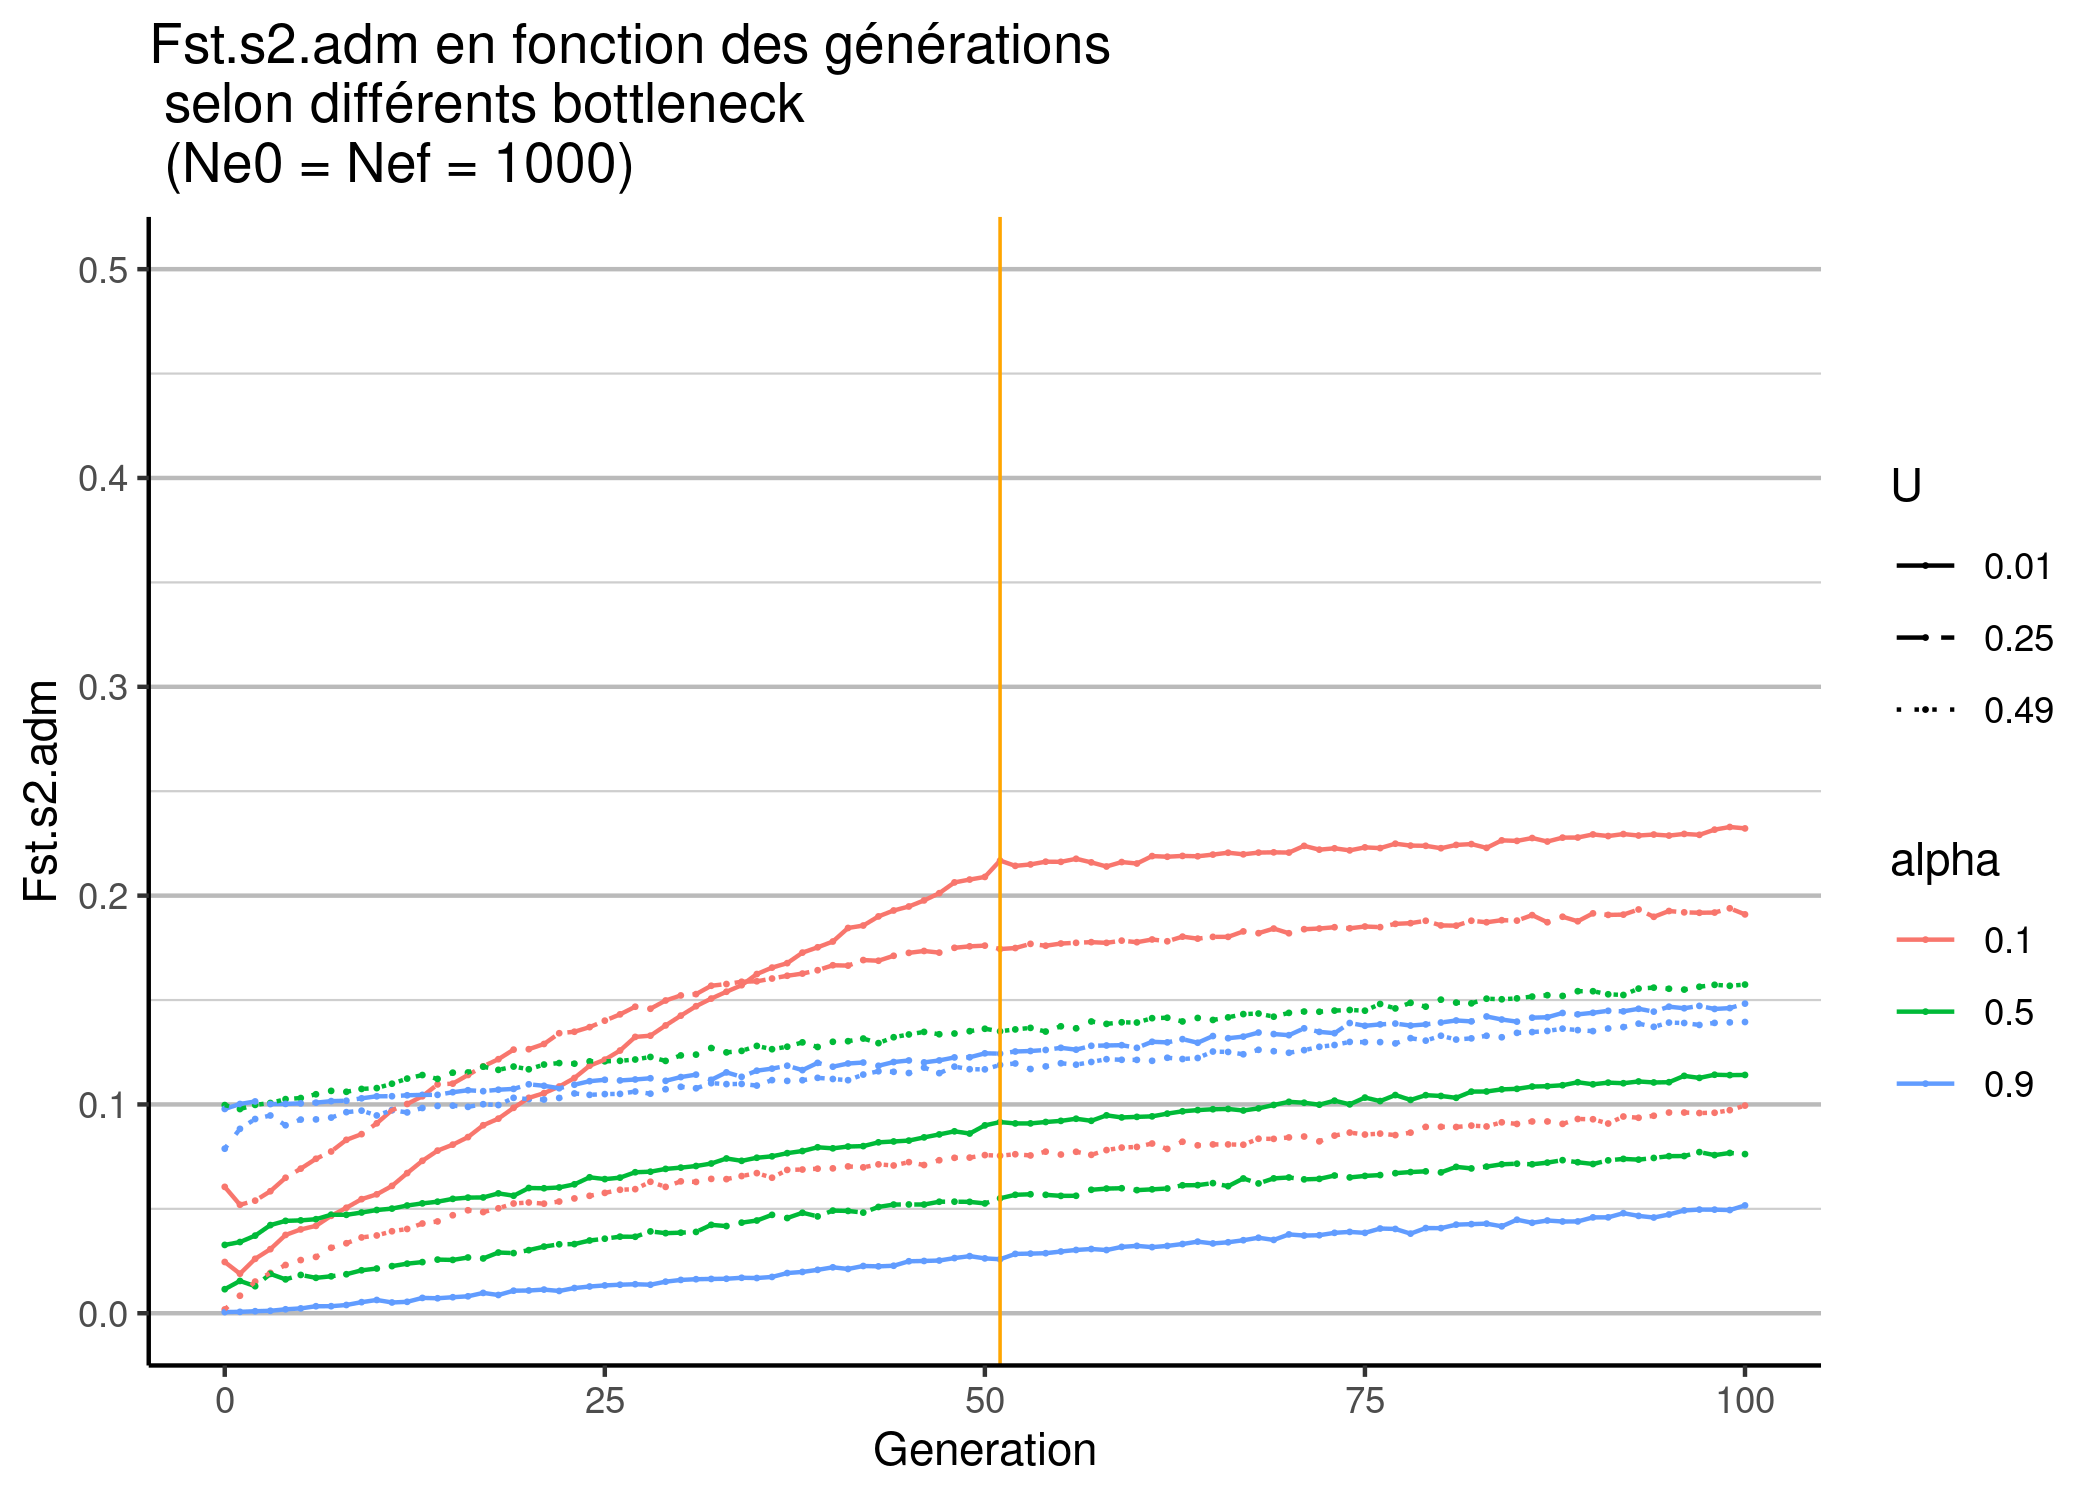 Fst.s2.adm en fonction des générations
selon différents bottleneck
(Ne0 = Nef = 1000)
Fst.s2.adm
0.5
0.4
0.3
0.2
0.1
0.0
0
25
50
75
100
Generation
U
0.01
0.25
0.49
alpha
0.1
0.5
0.9